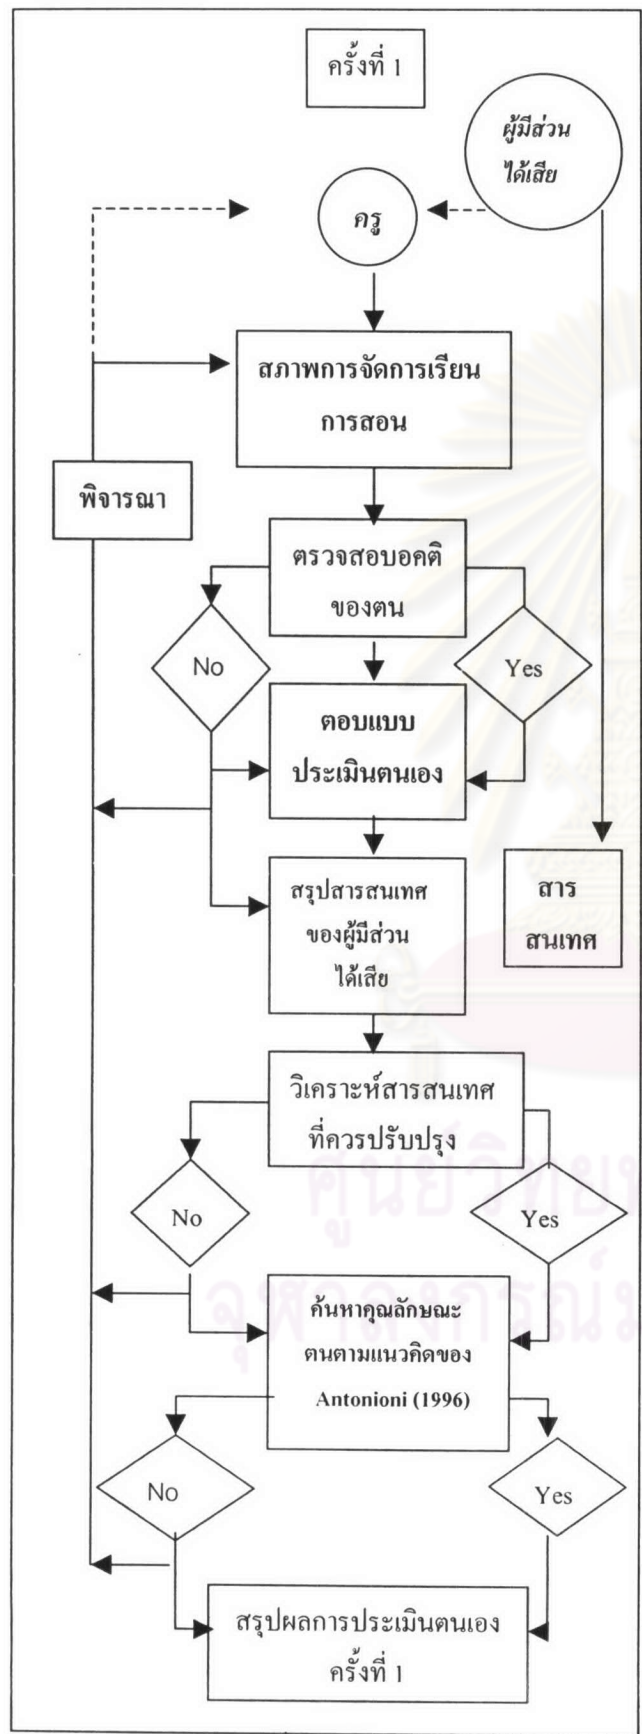 ครั้งที่ 1
ผู้มีส่วน
ได้เสีย
ครู
สภาพการจัดการเรียน
การสอน
พิจารณา
ตรวจสอบอคติ
ของตน
No
Yes
ตอบแบบ
ประเมินตนเอง
สรุปสารสนเทศ
ของผู้มีส่วน
ได้เสีย
สาร
สนเทศ
วิเคราะห์สารสนเทศ
ที่ควรปรับปรุง
No
Yes
ค้นหาคุณลักษณะ
ตนตามแนวคิดของ
Antonioni (1996)
No
Yes
สรุปผลการประเมินตนเอง
ครั้งที่ 1